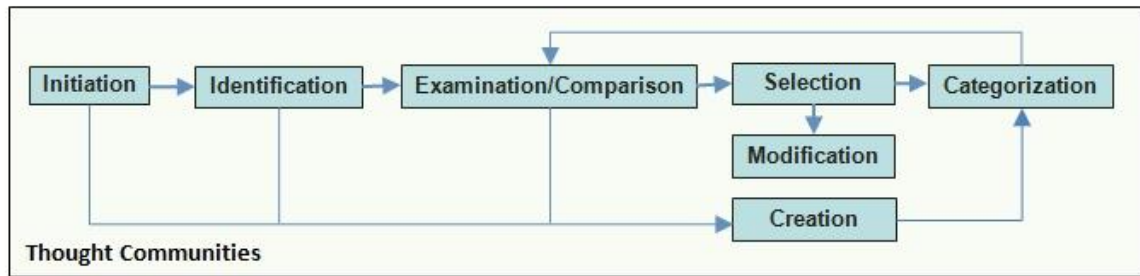 Initiation
Identification
Examination/Comparison
Selection
Categorization
Modification
Creation
Thought Communities